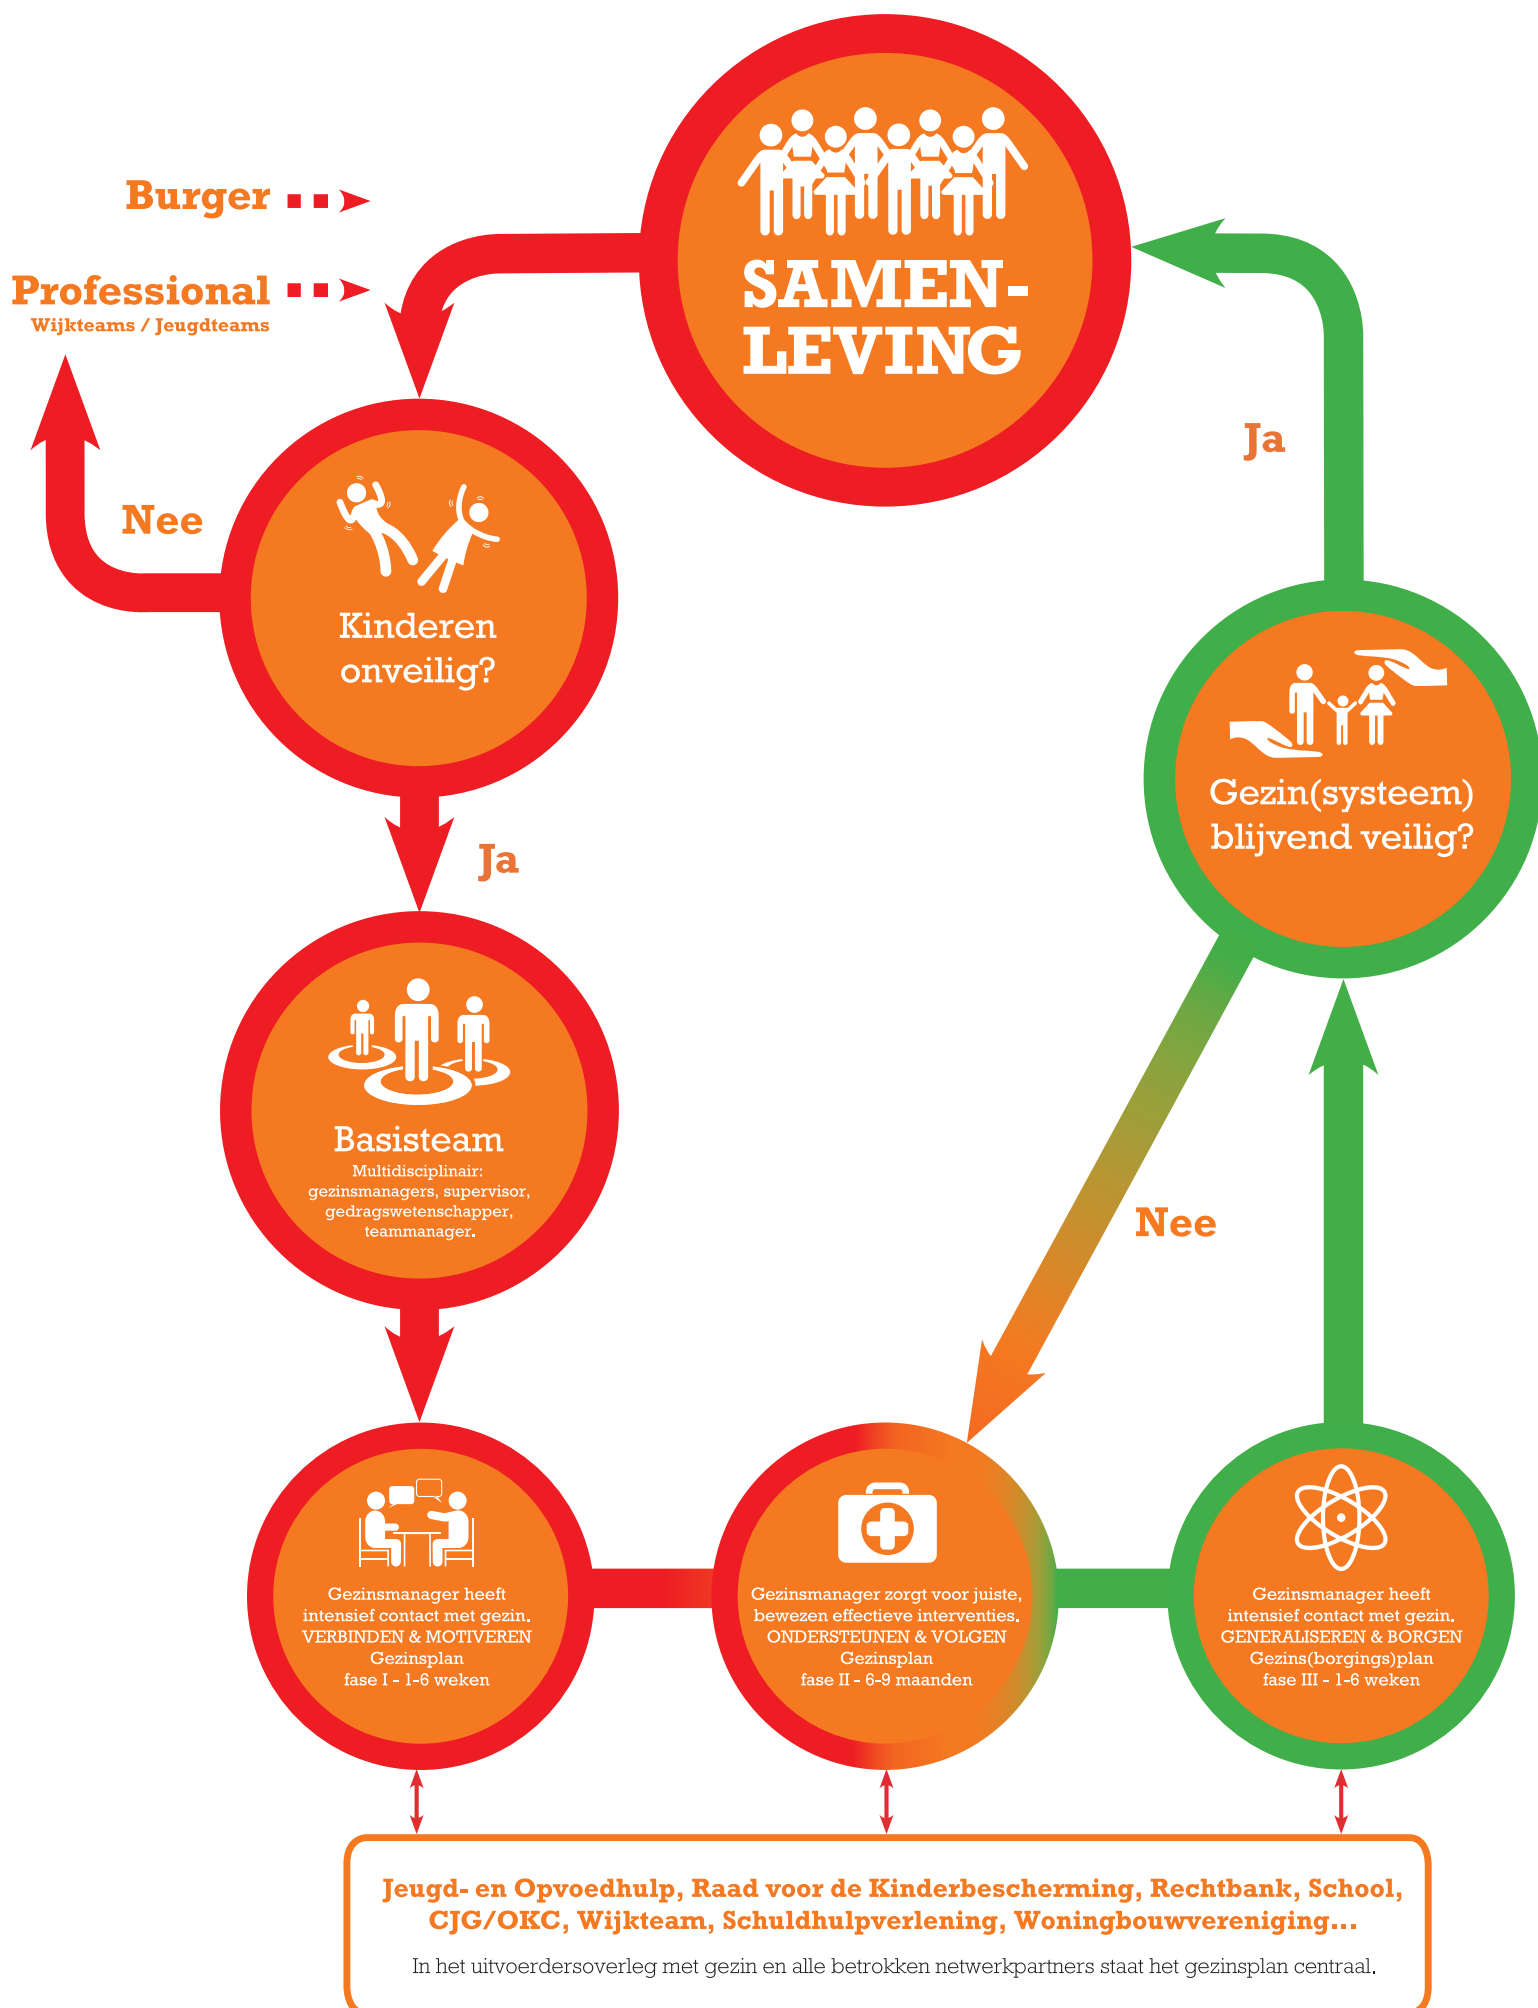 SAMEN-
LEVING
Burger
Professional
Wijkteams / Jeugdteams
Nee
Kinderen
onveilig?
Ja
Basisteam
Multidisciplinair:
gezinsmanagers, supervisor,
gedragswetenschapper,
teammanager.
Gezinsmanager heeft
intensief contact met gezin.
VERBINDEN & MOTIVEREN
Gezinsplan
fase I - 1-6 weken
Gezinsmanager zorgt voor juiste,
bewezen effectieve interventies.
ONDERSTEUNEN & VOLGEN
Gezinsplan
fase II - 6-9 maanden
Gezinsmanager heeft
intensief contact met gezin.
GENERALISEREN & BORGEN
Gezins(borgings)plan
fase III - 1-6 weken
Gezin(systeem)
blijvend veilig?
Nee
Ja
Jeugd- en Opvoedhulp, Raad voor de Kinderbescherming, Rechtbank, School,
CJG/OKC, Wijkteam, Schuldhulpverlening, Woningbouwvereniging...
In het uitvoerdersoverleg met gezin en alle betrokken netwerkpartners staat het gezinsplan centraal.